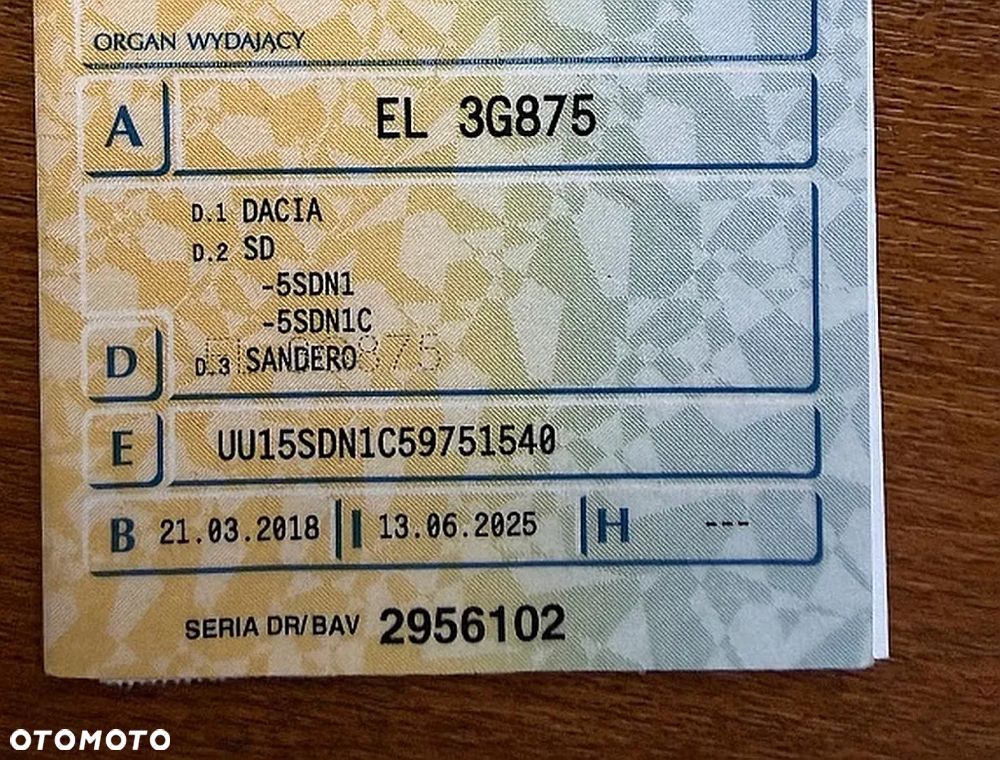 ORGAN WYDAJĄCY
A EL 3G875
D.1 DACIA
D.2 SD
-5SDN1
-5SDN1C
D D.3 SANDERO
E UU15SDN1C59751540
B 21.03.2018 I 13.06.2025 H ---
SERIA DR/BAV 2956102
OTOMOTO